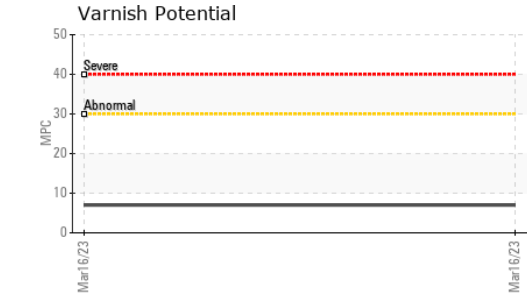 Varnish Potential
50
Severe
40
Abnormal
30
MPC
20
10
0
Mar16/23
Mar16/23